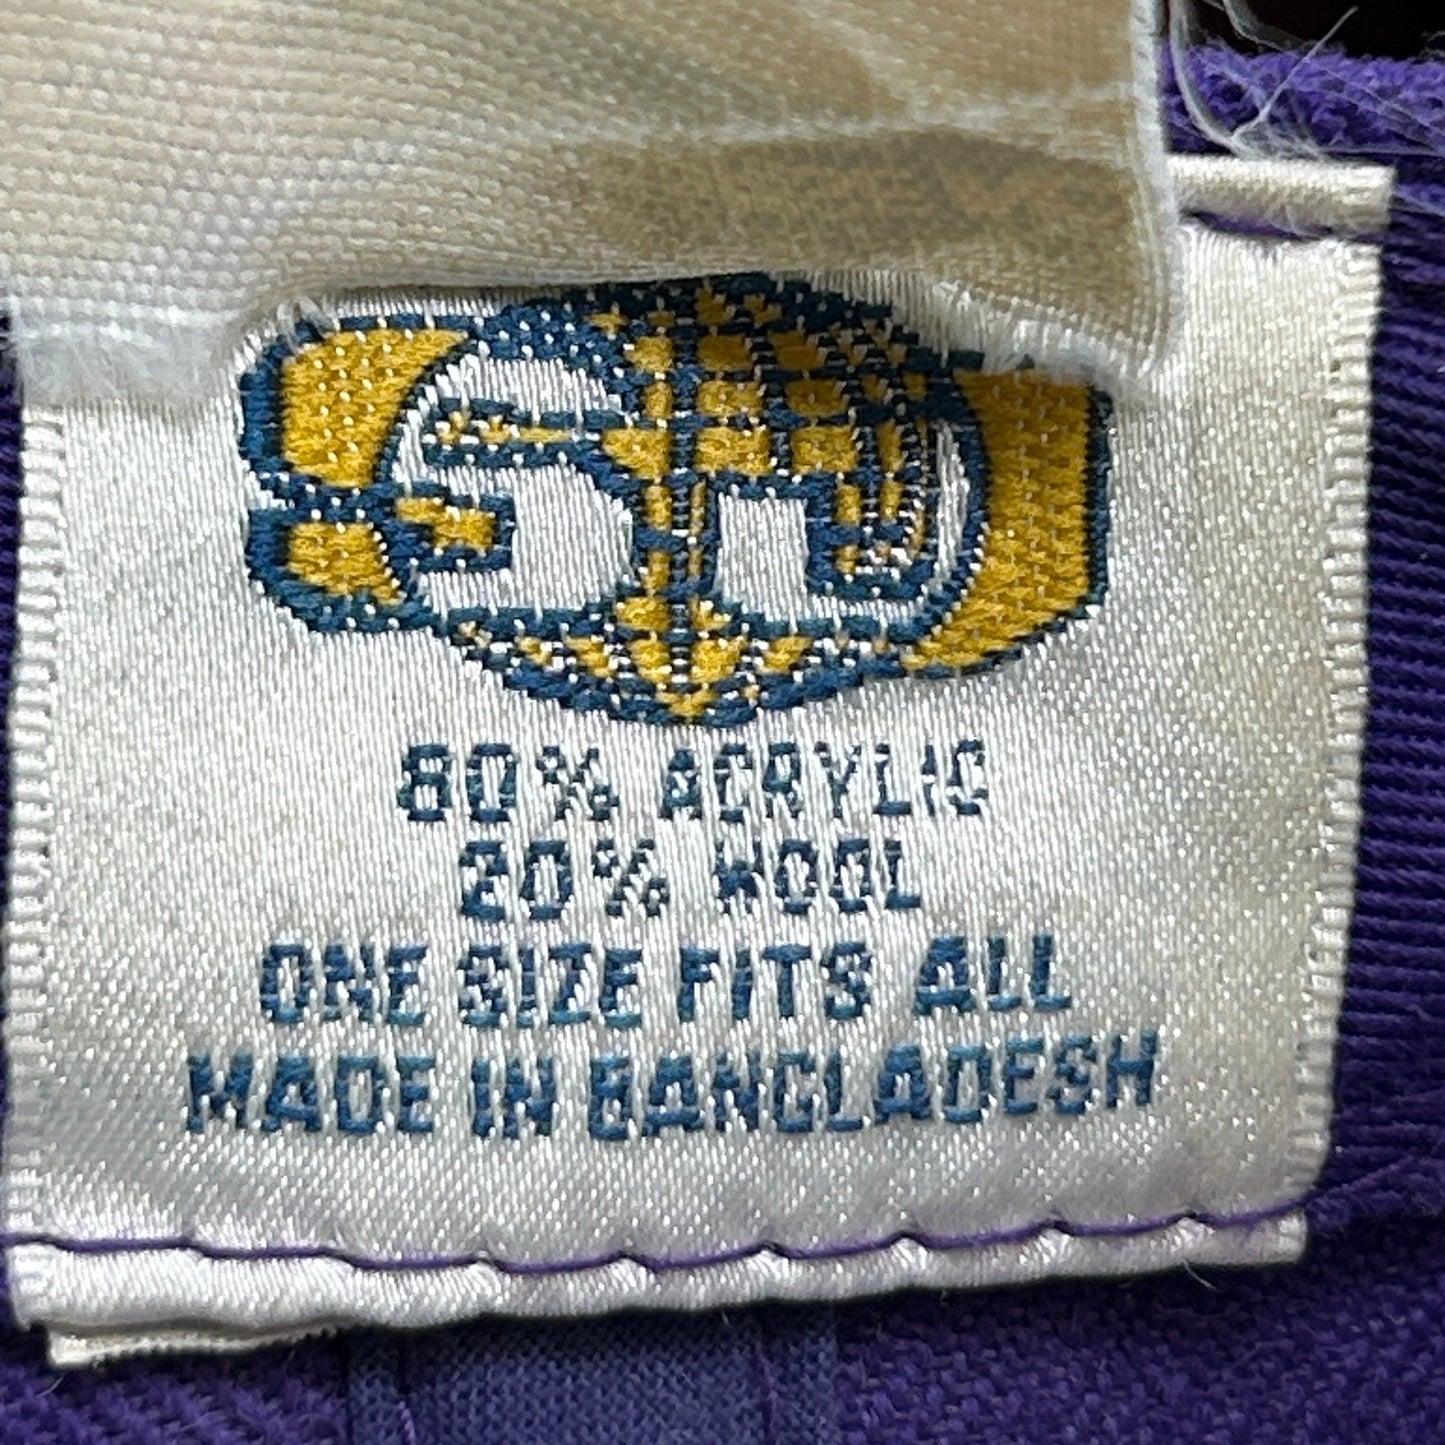 80% ACRYLIC
20% WOOL
ONE SIZE FITS ALL
MADE IN BANGLADESH